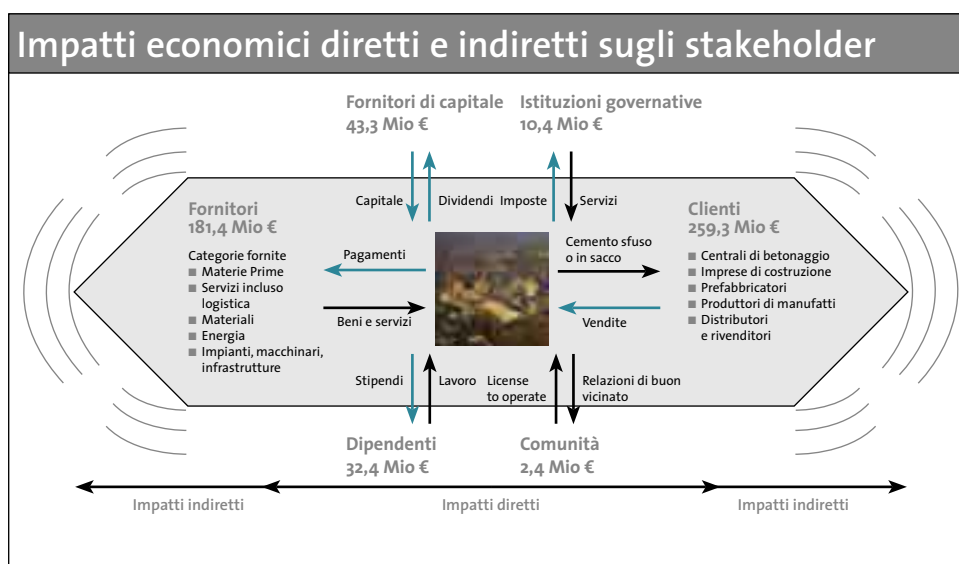 Impatti economici diretti e indiretti sugli stakeholder
Fornitori di capitale
43,3 Mio €
Istituzioni governative
10,4 Mio €
Capitale
Dividendi
Imposte
Servizi
Fornitori
181,4 Mio €
Categorie fornite
■ Materie Prime
■ Servizi incluso
logistica
■ Materiali
■ Energia
■ Impianti, macchinari,
infrastrutture
Pagamenti
Beni e servizi
Cemento sfuso
o in sacco
Vendite
Clienti
259,3 Mio €
■ Centrali di betonaggio
■ Imprese di costruzione
■ Prefabbricatori
■ Produttori di manufatti
■ Distributori
e rivenditori
Stipendi
Lavoro
License
to operate
Relazioni di buon
vicinato
Dipendenti
32,4 Mio €
Comunità
2,4 Mio €
Impatti indiretti
Impatti diretti
Impatti indiretti